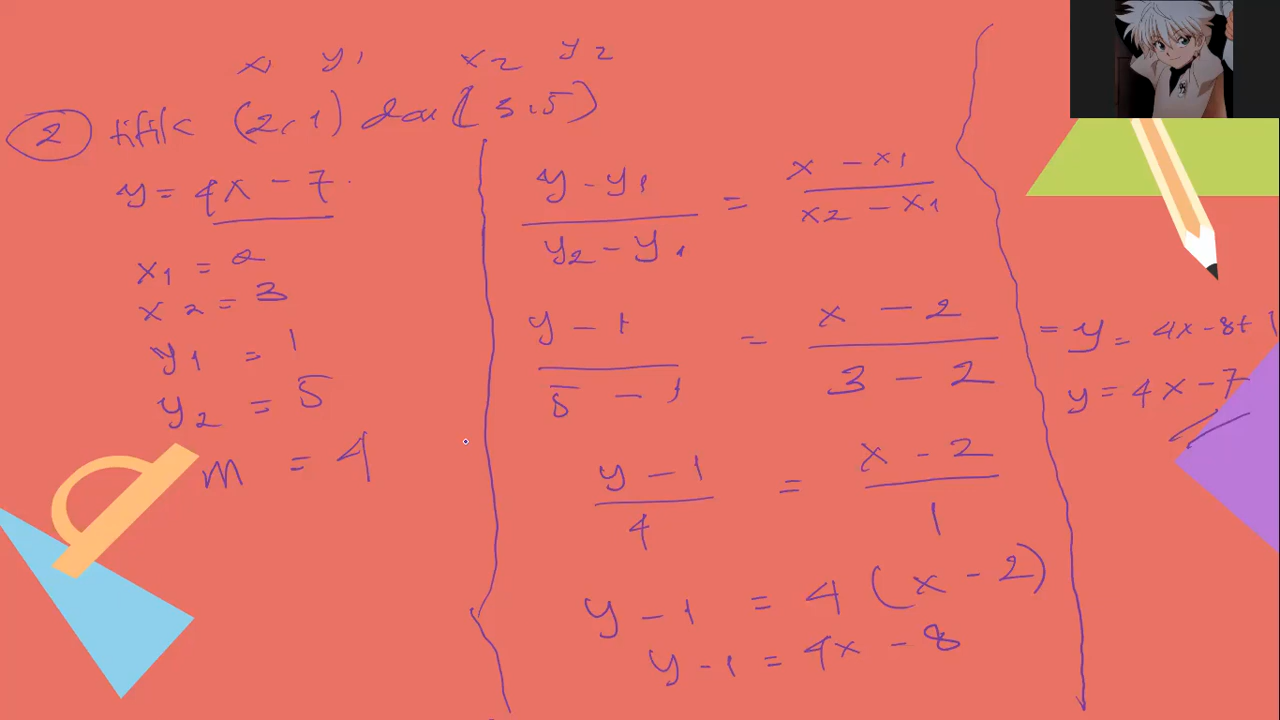 x1 y1 x2 y2
2 titik (2,1) dan (3,5)
y = 4x - 7
x1 = 2
x2 = 3
y1 = 1
y2 = 5
m = 4
y - y1 / y2 - y1 = x - x1 / x2 - x1
y - 1 / 5 - 1 = x - 2 / 3 - 2
y - 1 / 4 = x - 2 / 1
y - 1 = 4 (x - 2)
y - 1 = 4x - 8
= y = 4x - 8 + 1
y = 4x - 7